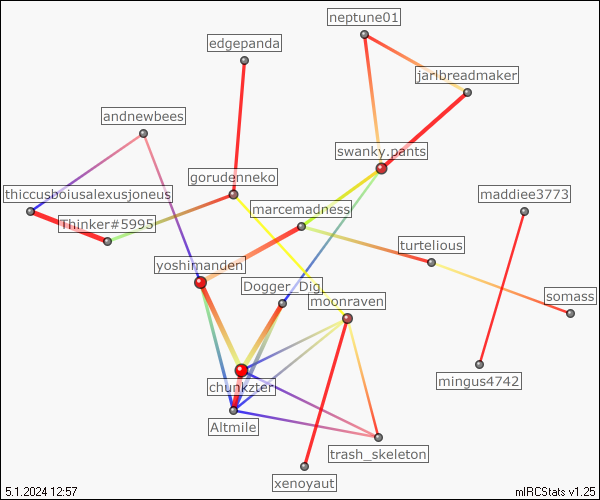 neptune01
edgepanda
jarlbreadmaker
andnewbees
swanky.pants
gorudenneko
thiccusboiusalexusjoneus
maddiee3773
marcemadness
Thinker#5995
turtelious
yoshimanden
Dogger_Dig
moonraven
somass
mingus4742
chunkzter
Altmile
trash_skeleton
xenoyaut
5.1.2024 12:57
mIRCStats v1.25